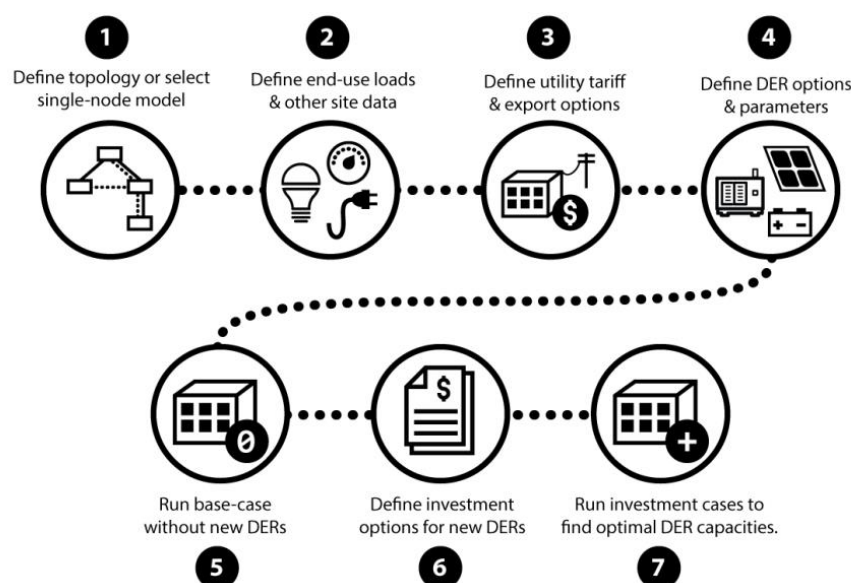 1
Define topology or select
single-node model
2
Define end-use loads
& other site data
3
Define utility tariff
& export options
4
Define DER options
& parameters
$
+ -
0
$
+
Run base-case
without new DERs
5
Define investment
options for new DERs
6
Run investment cases to
find optimal DER capacities.
7